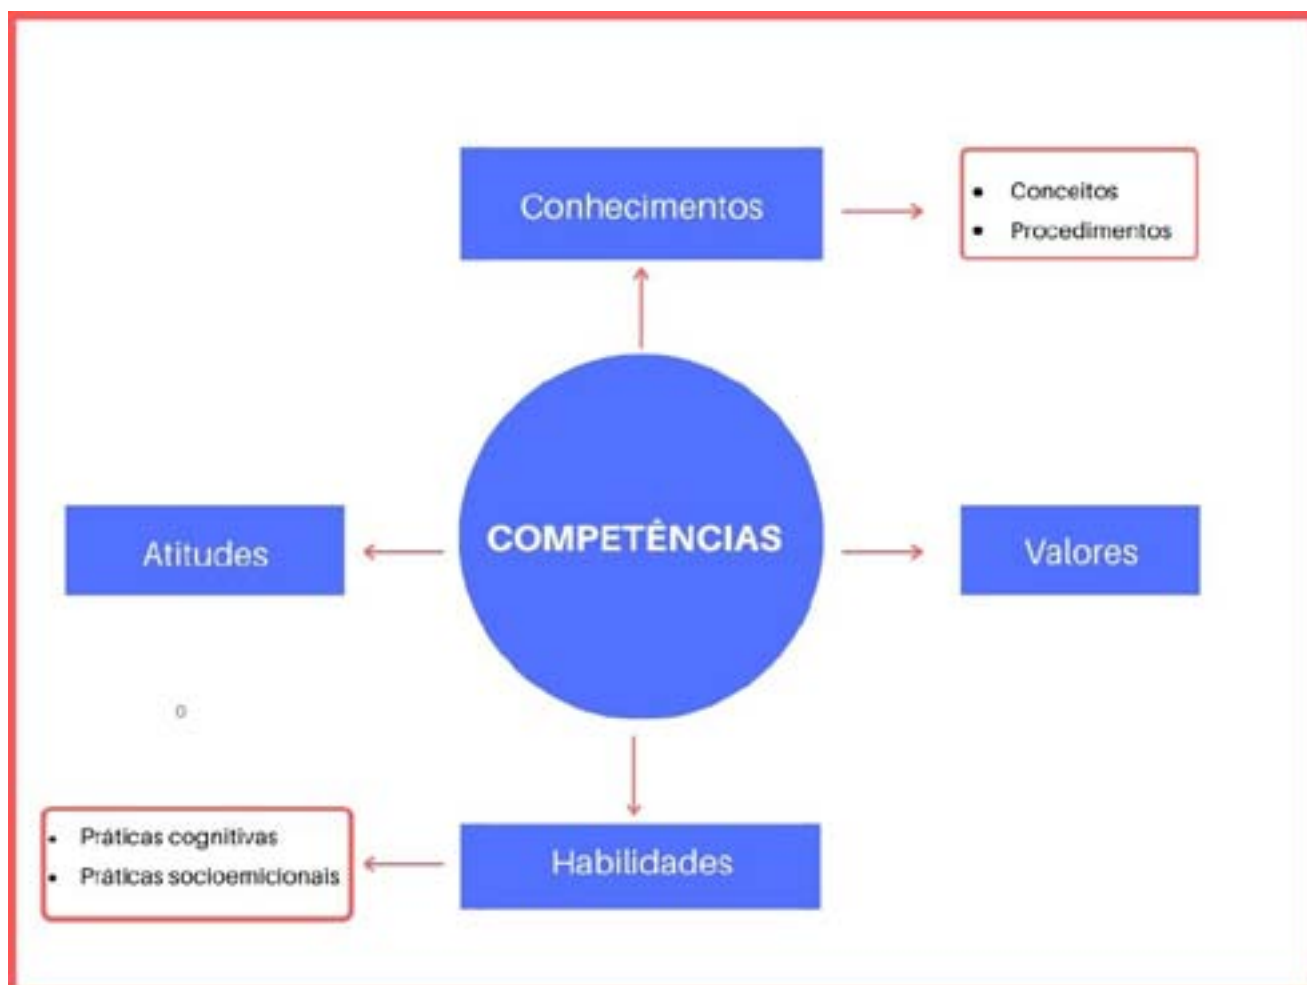 Conhecimentos
• Conceitos
• Procedimentos
COMPETÊNCIAS
Atitudes
Valores
0
• Práticas cognitivas
• Práticas socioemicionais
Habilidades